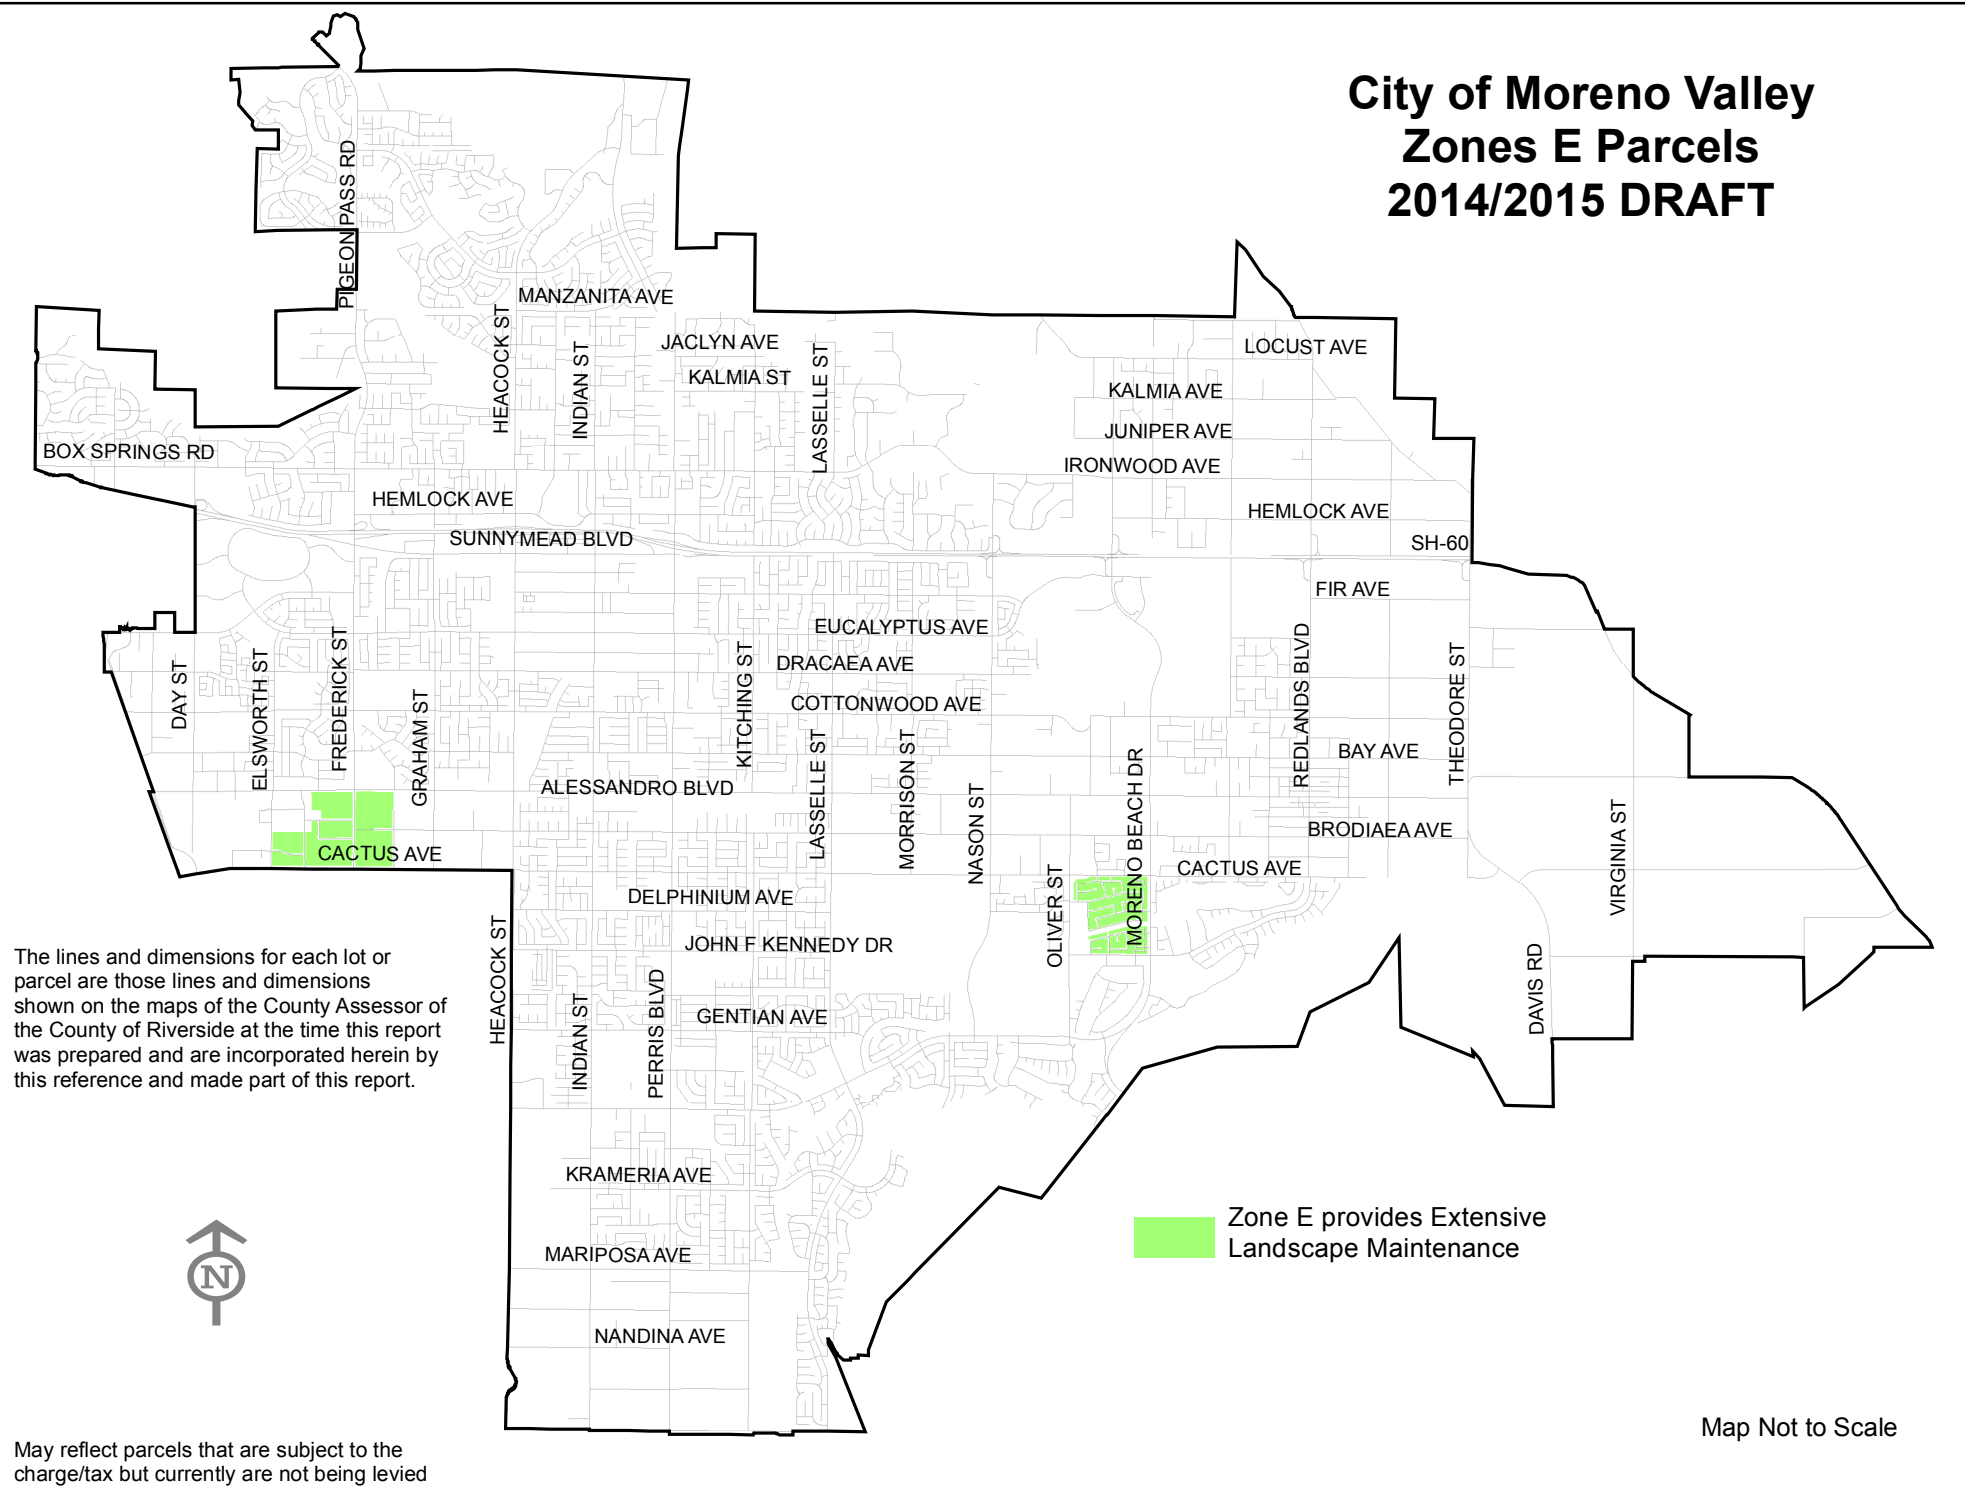 City of Moreno Valley
Zones E Parcels
2014/2015 DRAFT
PIGEON PASS RD
MANZANITA AVE
HEACOCK ST
INDIAN ST
JACLYN AVE
KALMIA ST
LASSELLE ST
LOCUST AVE
KALMIA AVE
JUNIPER AVE
IRONWOOD AVE
BOX SPRINGS RD
HEMLOCK AVE
HEMLOCK AVE
SUNNYMEAD BLVD
SH-60
FIR AVE
EUCALYPTUS AVE
DRACAEA AVE
COTTONWOOD AVE
DAY ST
ELSWORTH ST
FREDERICK ST
GRAHAM ST
KITCHING ST
REDLANDS BLVD
THEODORE ST
BAY AVE
ALESSANDRO BLVD
LASSELLE ST
MORRISON ST
NASON ST
MORENO BEACH DR
BRODIAEA AVE
VIRGINIA ST
CACTUS AVE
CACTUS AVE
DELPHINIUM AVE
OLIVER ST
JOHN F KENNEDY DR
HEACOCK ST
INDIAN ST
PERRIS BLVD
GENTIAN AVE
DAVIS RD
The lines and dimensions for each lot or
parcel are those lines and dimensions
shown on the maps of the County Assessor of
the County of Riverside at the time this report
was prepared and are incorporated herein by
this reference and made part of this report.
KRAMERIA AVE
MARIPOSA AVE
NANDINA AVE
N
Zone E provides Extensive
Landscape Maintenance
Map Not to Scale
May reflect parcels that are subject to the
charge/tax but currently are not being levied